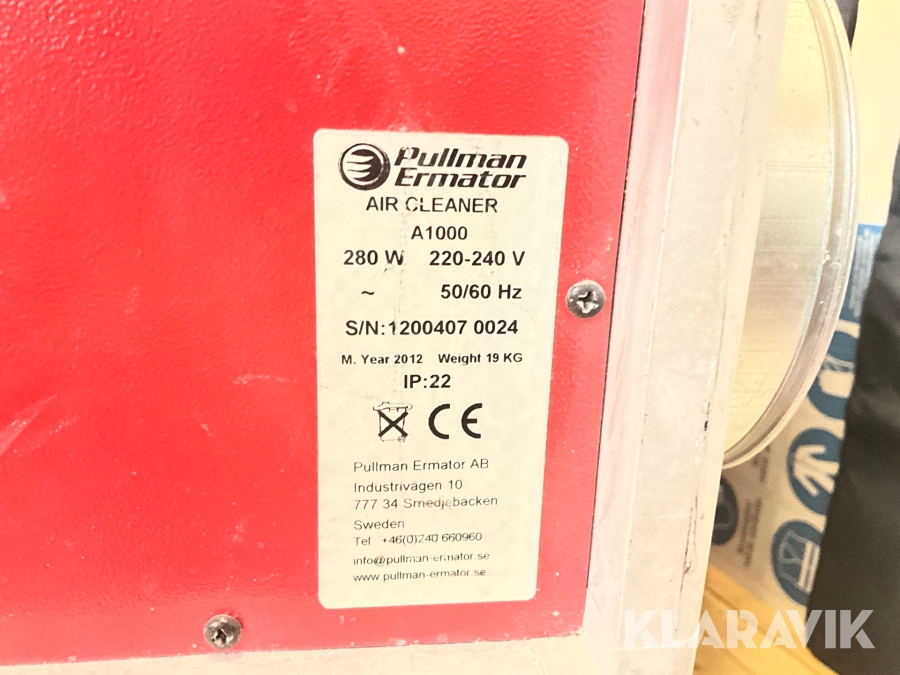 Pullman
Ermator
AIR CLEANER
A1000
280 W 220-240 V
~ 50/60 Hz
S/N:1200407 0024
M. Year 2012 Weight 19 KG
IP:22
CE
Pullman Ermator AB
Industrivägen 10
777 34 Smedjebacken
Sweden
Tel +46(0)240 660960
info@pullman-ermator.se
www.pullman-ermator.se
KLARAVIK